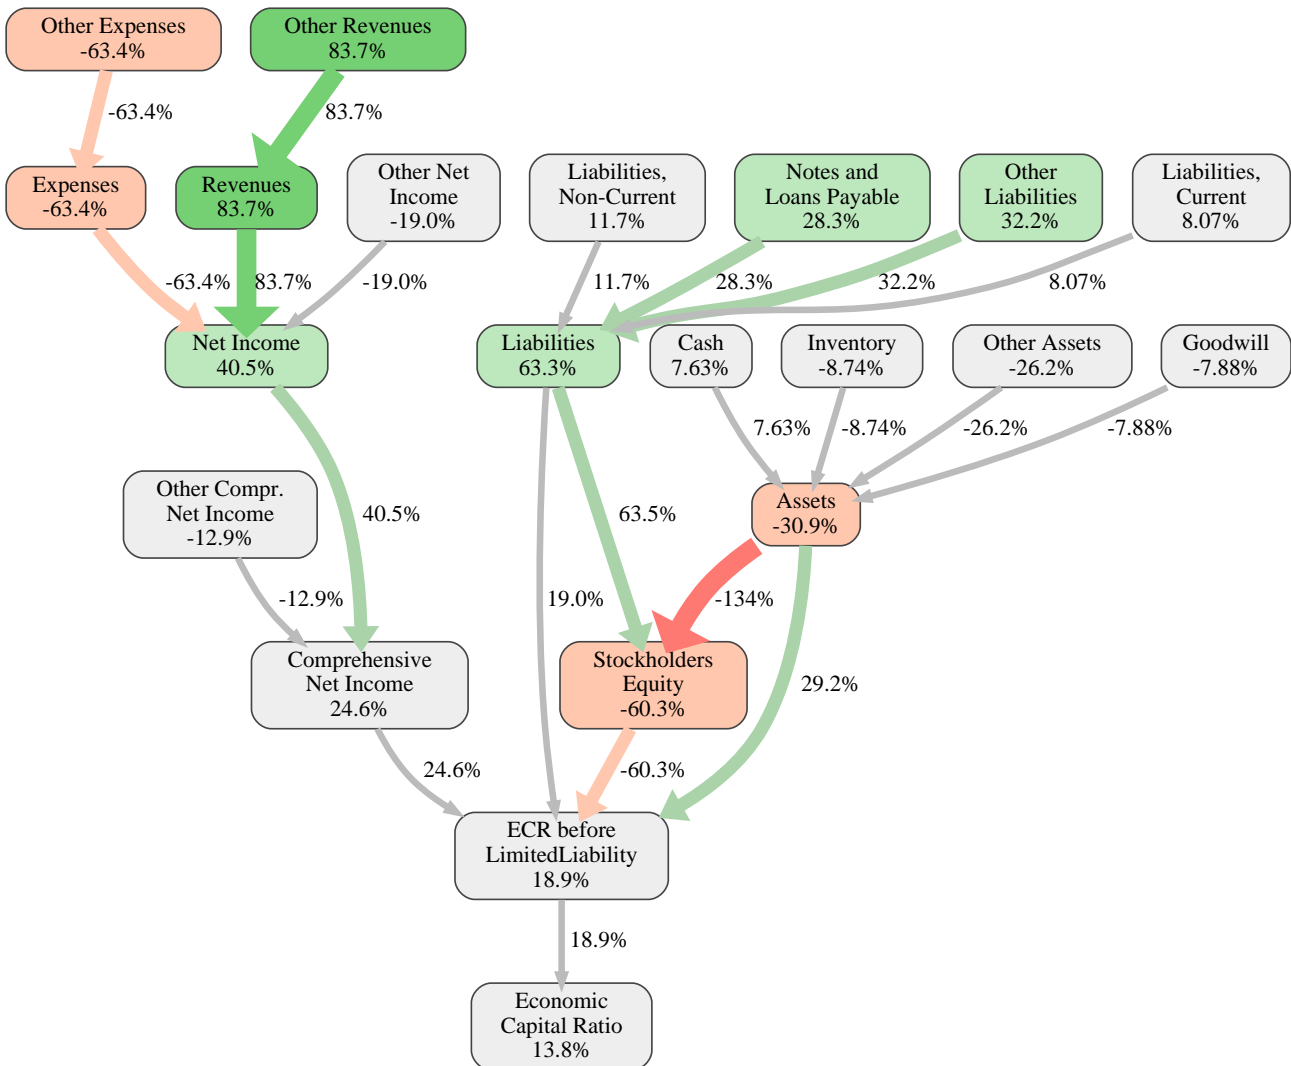 Other Expenses
-63.4%
Other Revenues
83.7%
-63.4%
83.7%
Expenses
-63.4%
Revenues
83.7%
Other Net
Income
-19.0%
Liabilities,
Non-Current
11.7%
Notes and
Loans Payable
28.3%
Other
Liabilities
32.2%
Liabilities,
Current
8.07%
-63.4%
83.7%
-19.0%
11.7%
28.3%
32.2%
8.07%
Net Income
40.5%
Liabilities
63.3%
Cash
7.63%
Inventory
-8.74%
Other Assets
-26.2%
Goodwill
-7.88%
7.63%
-8.74%
-26.2%
-7.88%
Other Compr.
Net Income
-12.9%
40.5%
63.5%
Assets
-30.9%
-12.9%
19.0%
-134%
Comprehensive
Net Income
24.6%
Stockholders
Equity
-60.3%
29.2%
24.6%
-60.3%
ECR before
LimitedLiability
18.9%
18.9%
Economic
Capital Ratio
13.8%